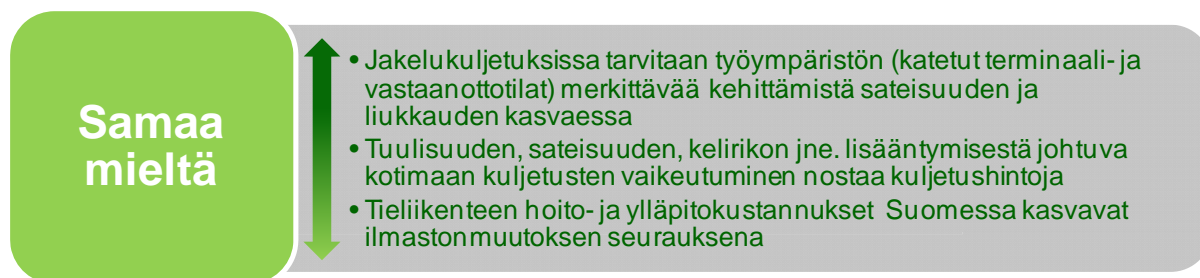 Samaa
mieltä
• Jakelukuljetuksissa tarvitaan työympäristön (katetut terminaali- ja
vastaanottotilat) merkittävää kehittämistä sateisuuden ja
liukkauden kasvaessa
• Tuulisuuden, sateisuuden, kelirikon jne. lisääntymisestä johtuva
kotimaan kuljetusten vaikeutuminen nostaa kuljetushintoja
• Tieliikenteen hoito- ja ylläpitokustannukset Suomessa kasvavat
ilmastonmuutoksen seurauksena